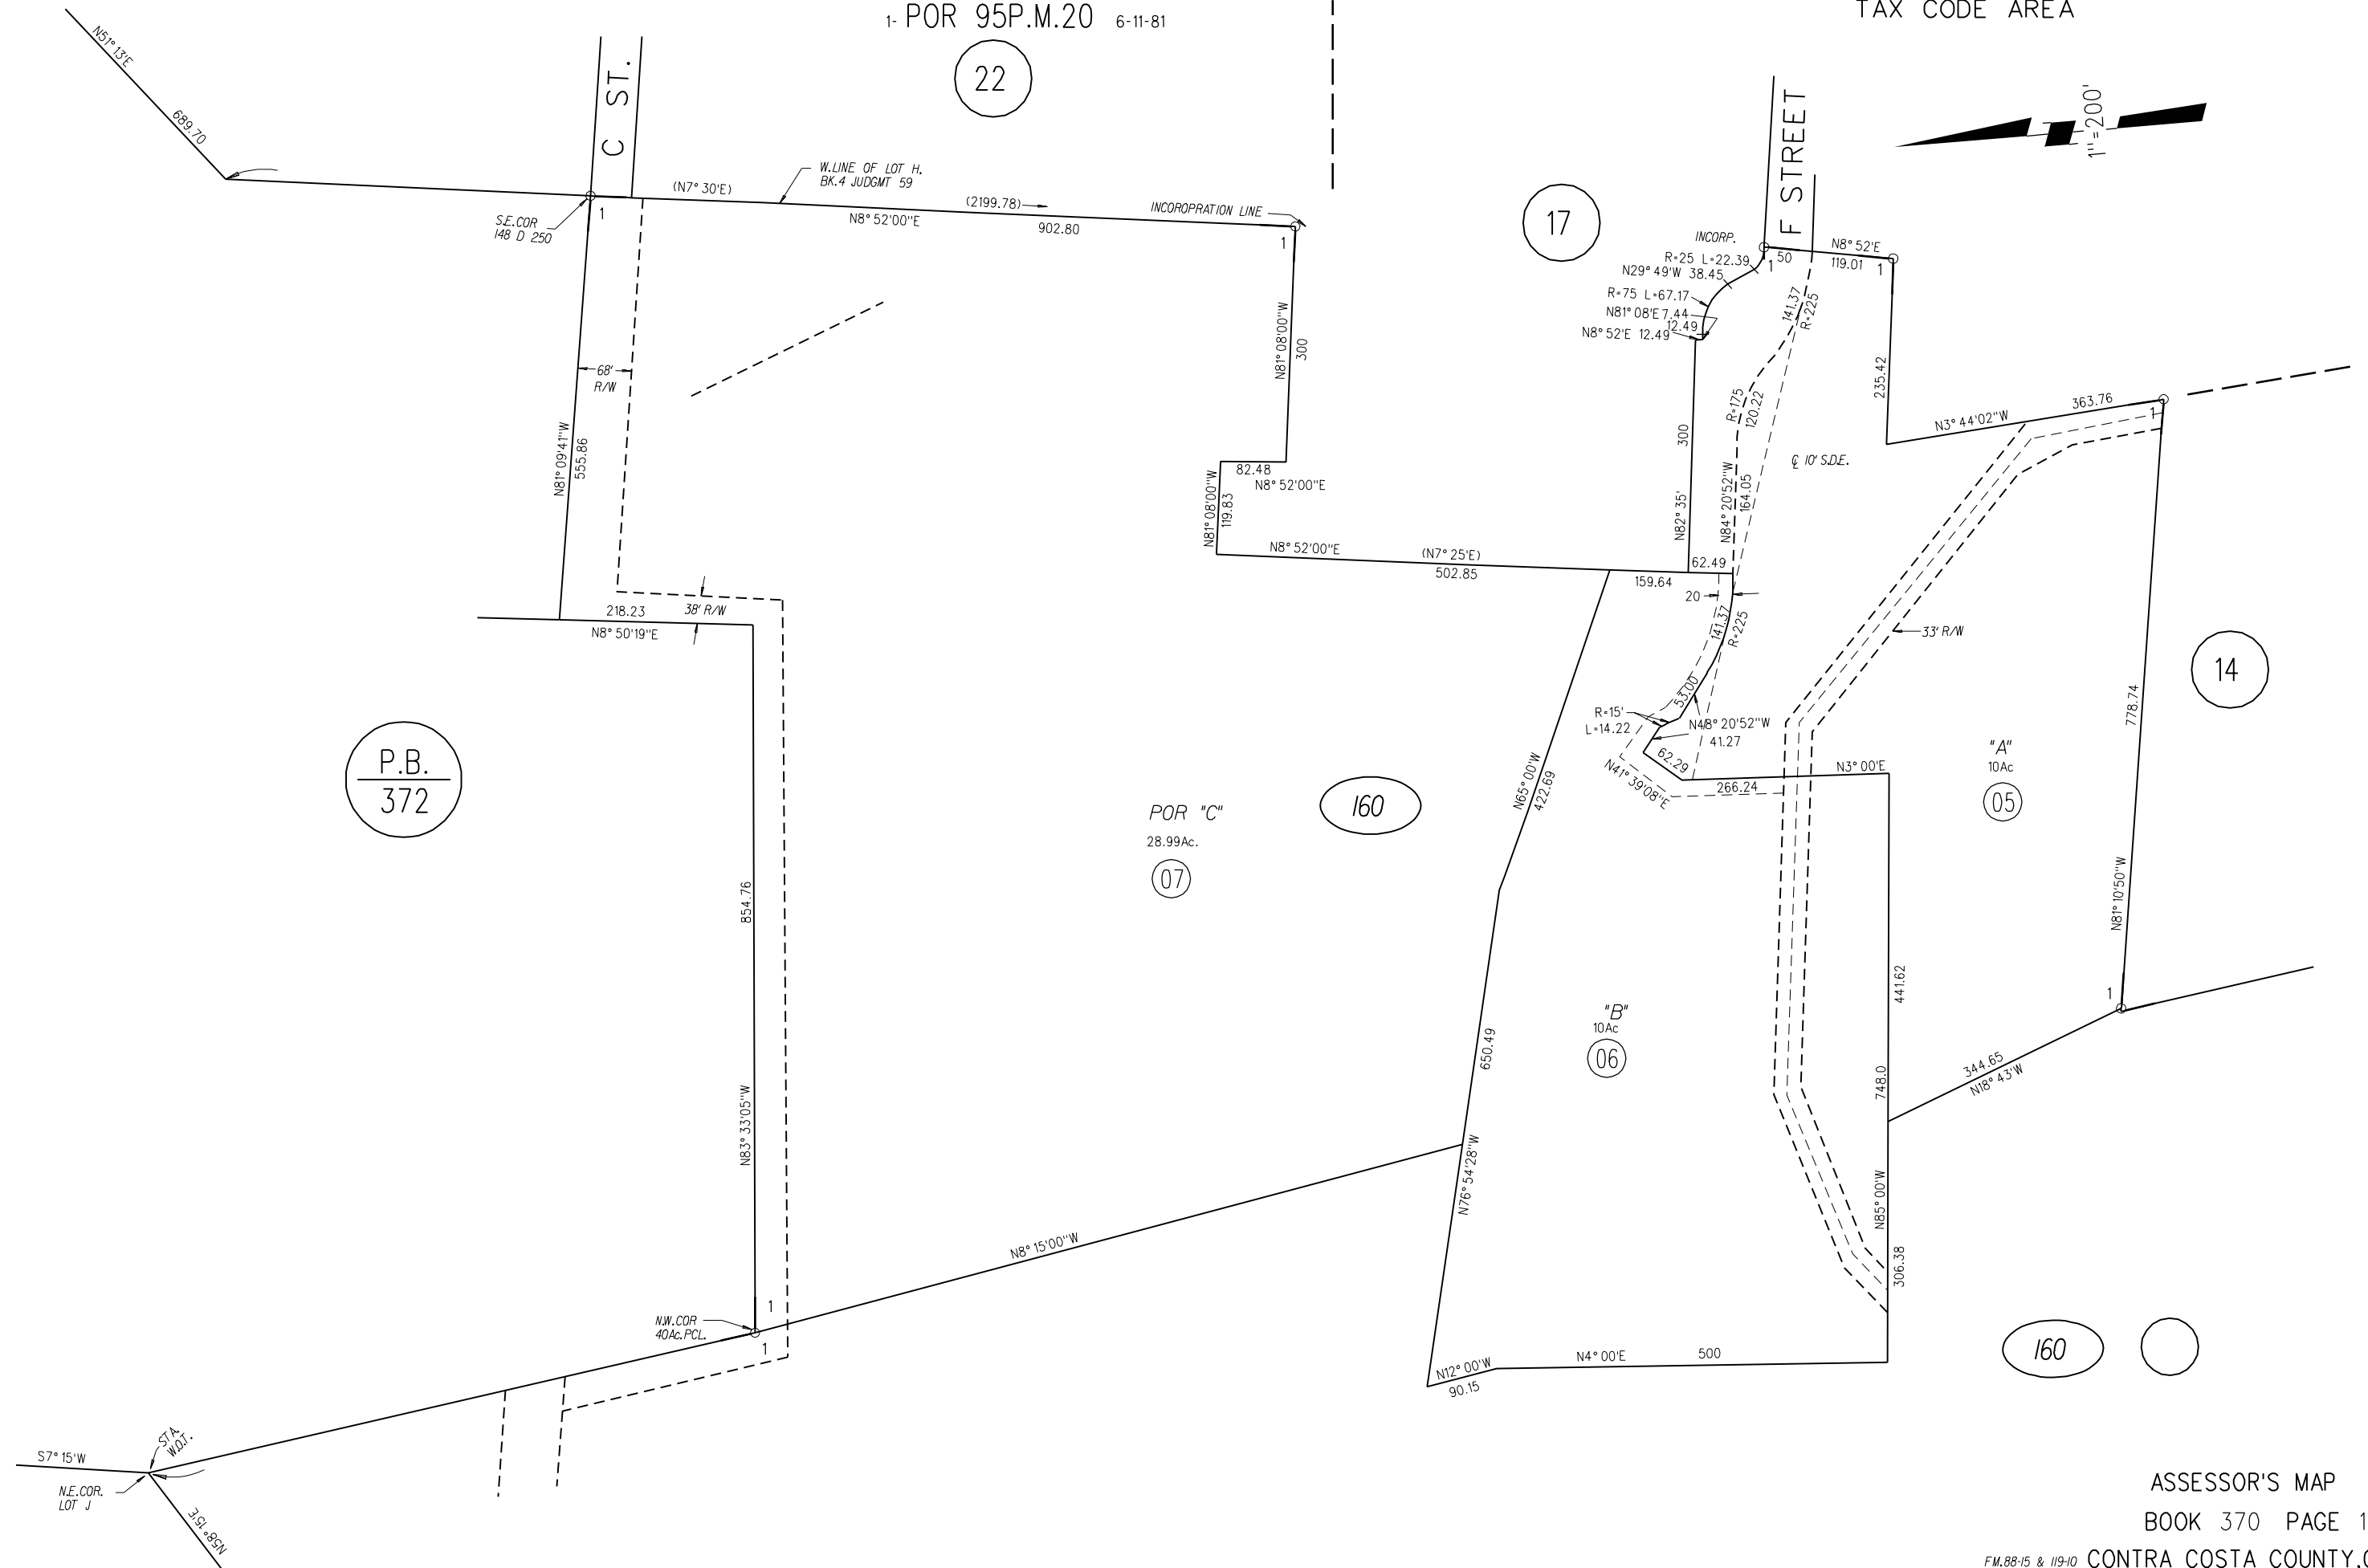 1- POR 95P.M.20 6-11-81
TAX CODE AREA
22
C ST.
N51° 13'E
689.70
F STREET
1"=200'
W.LINE OF LOT H.
BK.4 JUDGMT 59
(N7° 30'E)
(2199.78)
INCOROPRATION LINE
N8° 52'00"E
902.80
S.E.COR
148 D 250
1
1
17
INCORP.
R=25 L=22.39
N29° 49'W 38.45
R=75 L=67.17
N81° 08'E 7.44
12.49
N8° 52'E 12.49
1
50
N8° 52'E
119.01
1
141.37
R=225
N81° 08'00"W
300
68'
R/W
235.42
363.76
N3° 44'02"W
1
R=175
120.22
300
N82° 35'
N84° 20'52"W
164.05
℄ 10' S.D.E.
N81° 09'41"W
555.86
82.48
N8° 52'00"E
N81° 08'00"W
119.83
N8° 52'00"E
(N7° 25'E)
502.85
62.49
159.64
20
218.23
38' R/W
N8° 50'19"E
141.37
R=225
33' R/W
14
53.00
R=15'
L=14.22
N48° 20'52"W
41.27
62.29
N41° 39'08"E
N3° 00'E
266.24
778.74
N81° 10'50"W
"A"
10Ac
05
P.B.
372
N65° 00'W
422.69
160
POR "C"
28.99Ac.
07
854.76
N83° 33'05"W
441.62
748.0
1
"B"
10Ac
06
650.49
N76° 54'28"W
344.65
N18° 43'W
N85° 00'W
306.38
N8° 15'00"W
1
N.W.COR
40Ac.PCL.
1
N4° 00'E
500
N12° 00'W
90.15
160
STA.
W.O.T.
S7° 15'W
N.E.COR.
LOT J
N58° 15'E
ASSESSOR'S MAP
BOOK 370 PAGE 1
FM.88-15 & 119-10 CONTRA COSTA COUNTY,C